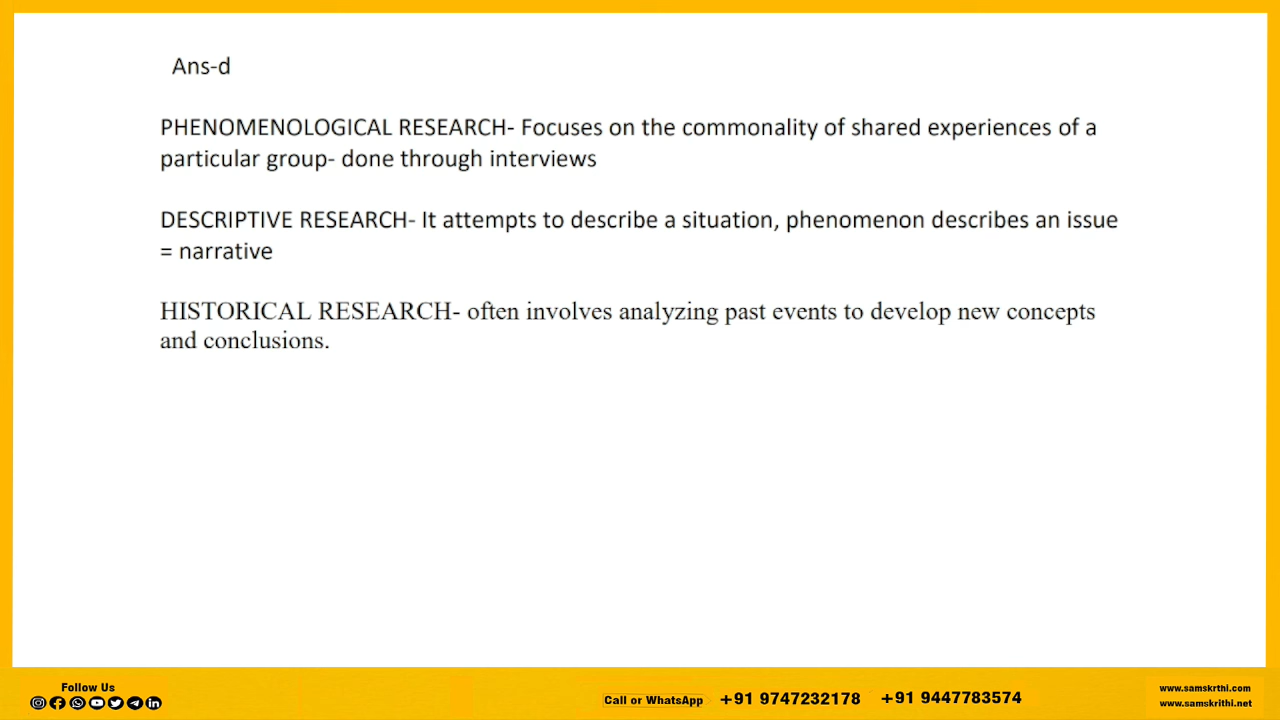 Ans-d
PHENOMENOLOGICAL RESEARCH- Focuses on the commonality of shared experiences of a
particular group- done through interviews
DESCRIPTIVE RESEARCH- It attempts to describe a situation, phenomenon describes an issue
= narrative
HISTORICAL RESEARCH- often involves analyzing past events to develop new concepts
and conclusions.
Follow Us
Call or WhatsApp +91 9747232178 +91 9447783574
www.samskrthi.com
www.samskrithi.net